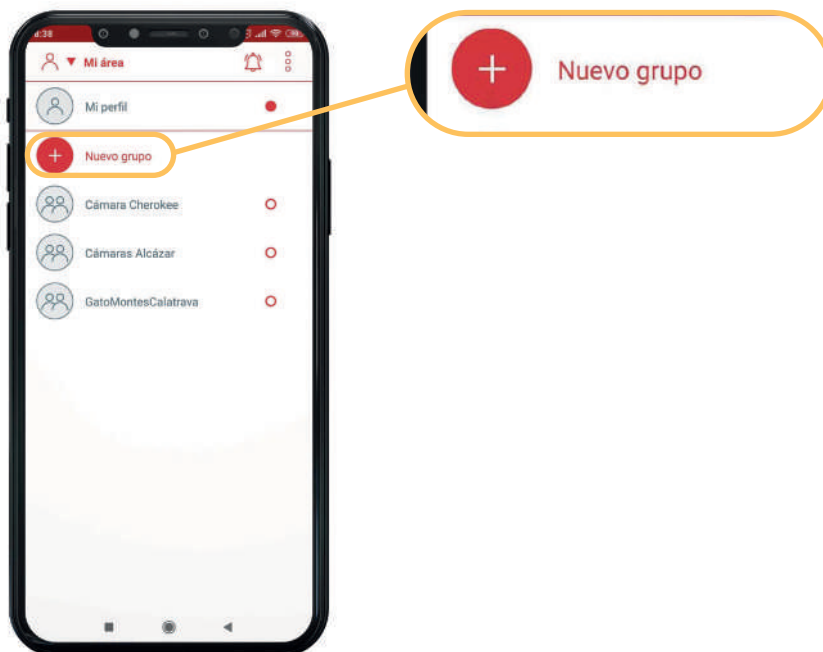 Mi área
Mi perfil
Nuevo grupo
Cámara Cherokee
Cámaras Alcázar
GatoMontesCalatrava
Nuevo grupo